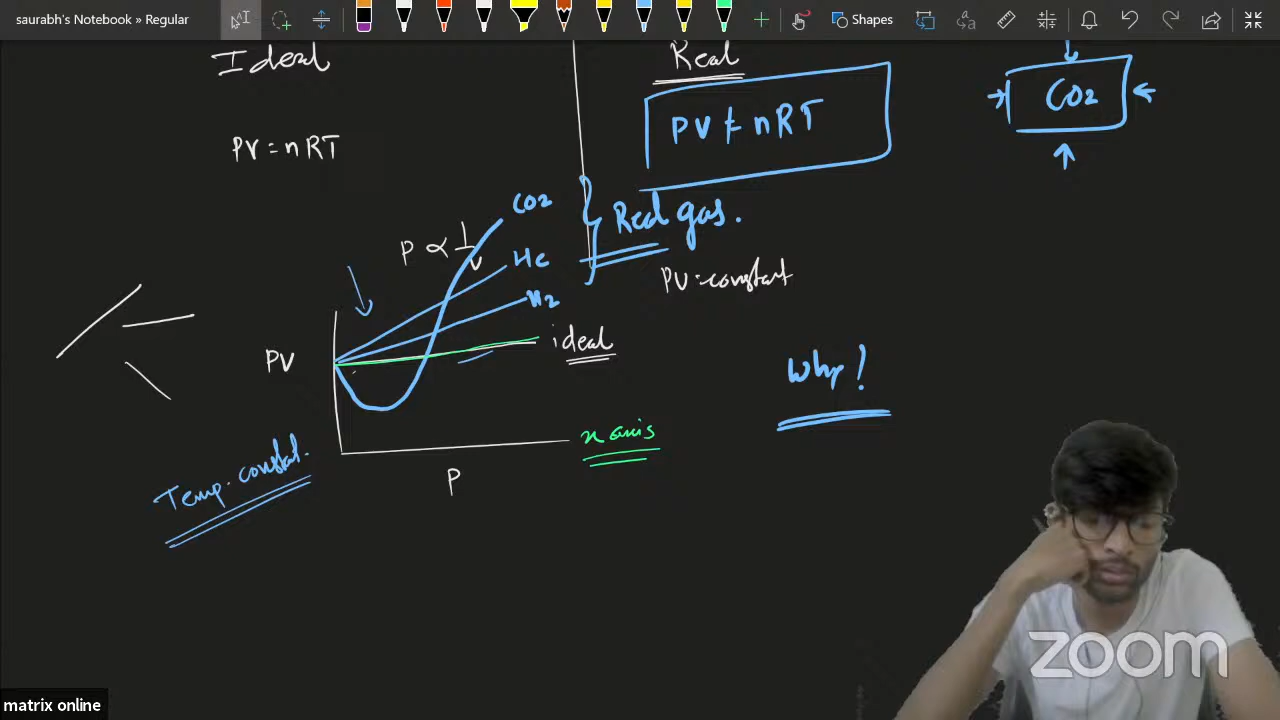 saurabh's Notebook » Regular
Shapes
Ideal
Real
PV = nRT
PV ≠ nRT
CO2
CO2
He
N2
Real gas.
P ∝ 1/V
PV = constant
PV
ideal
Why?
x axis
P
Temp. constant.
zoom
matrix online